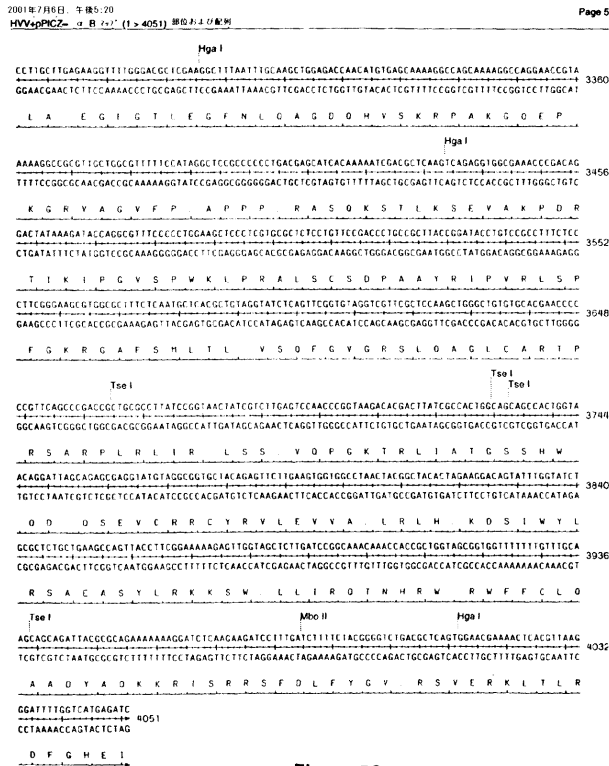 2001年7月6日, 午後5:20
Page 5
HVV+pPICZ- α B マップ (1 > 4051) 部位および配列
Hga I
CCTTGCTTGAGAAGGTTTTGGGACGCTCGAAGGCTTTAATTTGCAAGCTGGAGACCAACATGTGAGCAAAAGGCCAGCAAAAGGCCAGGAACCGTA
3360
GGAACGAACTCTTCCAAAACCCTGCGAGCTTCCGAAATTAAACGTTCGACCTCTGGTTGTACACTCGTTTTCCGGTCGTTTTCCGGTCCTTGGCAT
L A E G F G T L E G F N L Q A G D Q H V S K R P A K G Q E P
Hga I
AAAAGGCCGCGTTGCTGGCGTTTTTCCATAGGCTCCGCCCCCCTGACGAGCATCACAAAAATCGACGCTCAAGTCAGAGGTGGCGAAACCCGACAG
3456
TTTTCCGGCGCAACGACCGCAAAAAGGTATCCGAGGCGGGGGGACTGCTCGTAGTGTTTTTAGCTGCGAGTTCAGTCTCCACCGCTTTGGGCTGTC
K G R V A G V F P A P P P R A S Q K S T L K S E V A K P D R
GACTATAAAGATACCAGGCGTTTCCCCCTGGAAGCTCCCTCGTGCGCTCTCCTGTTCCGACCCTGCCGCTTACCGGATACCTGTCCGCCTTTCTCC
3552
CTGATATTTCTATGGTCCGCAAAGGGGGACCTTCGAGGGAGCACGCGAGAGGACAAGGCTGGGACGGCGAATGGCCTATGGACAGGCGGAAAGAGG
T I K I P G V S P W K L P R A L S C S D P A A Y R I P V R L S P
CTTCGGGAAGCGTGGCGCTTTCTCAATGCTCACGCTGTAGGTATCTCAGTTCGGTGTAGGTCGTTCGCTCCAAGCTGGGCTGTGTGCACGAACCCC
3648
GAAGCCCTTCGCACCGCGAAAGAGTTACGAGTGCGACATCCATAGAGTCAAGCCACATCCAGCAAGCGAGGTTCGACCCGACACACGTGCTTGGGG
F G K R G A F S M L T L V S Q F G V G R S L Q A G L C A R T P
Tse I
Tse I
Tse I
CCGTTCAGCCCGACCGCTGCGCCTTATCCGGTAACTATCGTCTTGAGTCCAACCCGGTAAGACACGACTTATCGCCACTGGCAGCAGCCACTGGTA
3744
GGCAAGTCGGGCTGGCGACGCGGAATAGGCCATTGATAGCAGAACTCAGGTTGGGCCATTCTGTGCTGAATAGCGGTGACCGTCGTCGGTGACCAT
R S A R P L R L I R L S S V Q P G K T R L I A T G S S H W
ACAGGATTAGCAGAGCGAGGTATGTAGGCGGTGCTACAGAGTTCTTGAAGTGGTGGCCTAACTACGGCTACACTAGAAGGACAGTATTTGGTATCT
3840
TGTCCTAATCGTCTCGCTCCATACATCCGCCACGATGTCTCAAGAACTTCACCACCGGATTGATGCCGATGTGATCTTCCTGTCATAAACCATAGA
Q D Q S E V C R R C Y R V L E V V A L R L H K D S I W Y L
GCGCTCTGCTGAAGCCAGTTACCTTCGGAAAAAGAGTTGGTAGCTCTTGATCCGGCAAACAAACCACCGCTGGTAGCGGTGGTTTTTTTGTTTGCA
3936
CGCGAGACGACTTCGGTCAATGGAAGCCTTTTTCTCAACCATCGAGAACTAGGCCGTTTGTTTGGTGGCGACCATCGCCACCAAAAAAACAAACGT
R S A E A S Y L R K K S W L L I R Q T N H R W R W F F C L Q
Tse I
Mbo II
Hga I
AGCAGCAGATTACGCGCAGAAAAAAAGGATCTCAAGAAGATCCTTTGATCTTTTCTACGGGGTCTGACGCTCAGTGGAACGAAAACTCACGTTAAG
4032
TCGTCGTCTAATGCGCGTCTTTTTTTCCTAGAGTTCTTCTAGGAAACTAGAAAAGATGCCCCAGACTGCGAGTCACCTTGCTTTTGAGTGCAATTC
A A D Y A Q K K R I S R R S F D L F Y G V R S V E R K L T L R
GGATTTTGGTCATGAGATC
4051
CCTAAAACCAGTACTCTAG
D F G H E I